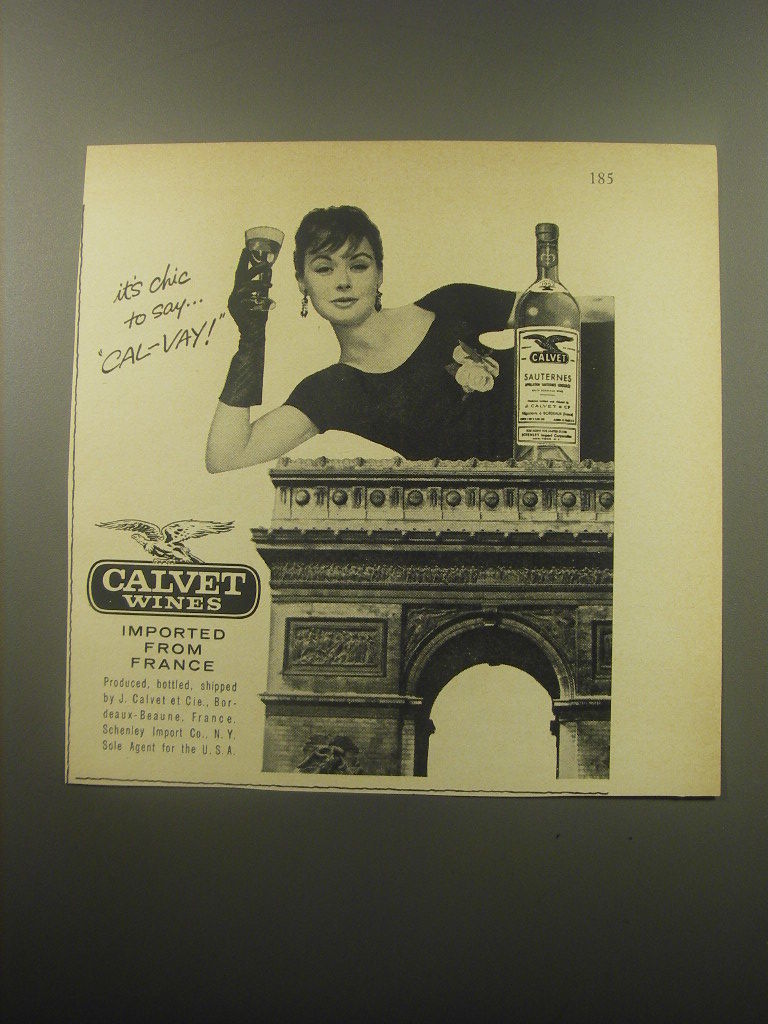 185
it's chic
to say...
"CAL-VAY!"
CALVET
SAUTERNES
CALVET
WINES
IMPORTED
FROM
FRANCE
Produced, bottled, shipped
by J. Calvet et Cie., Bor-
deaux-Beaune, France.
Schenley Import Co., N. Y.
Sole Agent for the U. S. A.